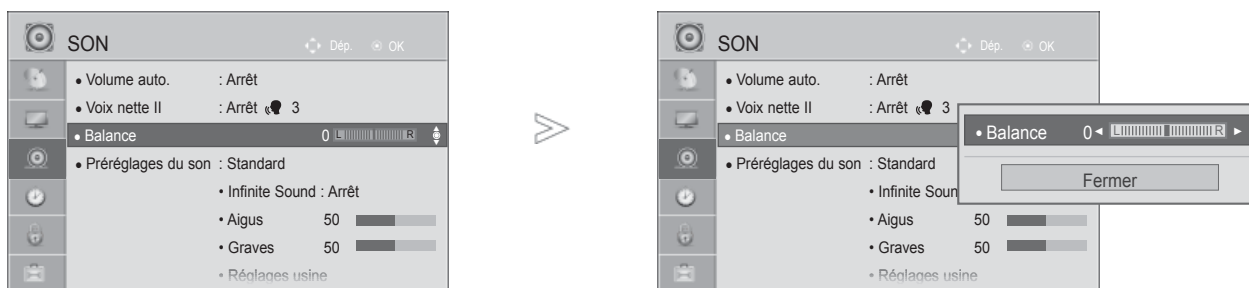 SON Dép. OK
• Volume auto. : Arrêt
• Voix nette II : Arrêt 3
• Balance 0 L R
• Préréglages du son : Standard
• Infinite Sound : Arrêt
• Aigus 50
• Graves 50
• Réglages usine
SON Dép. OK
• Volume auto. : Arrêt
• Voix nette II : Arrêt 3
• Balance
• Préréglages du son : Standard
• Infinite Soun
• Aigus 50
• Graves 50
• Réglages usine
• Balance 0 L R
Fermer